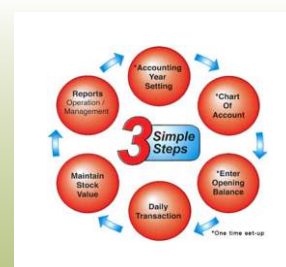 *Accounting
Year
Setting
*Chart
Of
Account
*Enter
Opening
Balance
Daily
Transaction
Maintain
Stock
Value
Reports
Operation /
Management
3 Simple
Steps
*One time set-up